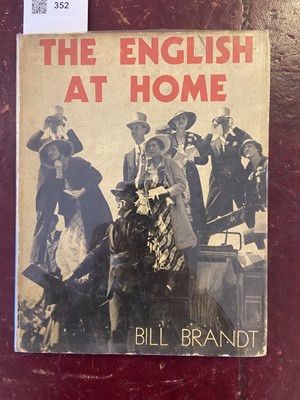 352
THE ENGLISH
AT HOME
BILL BRANDT